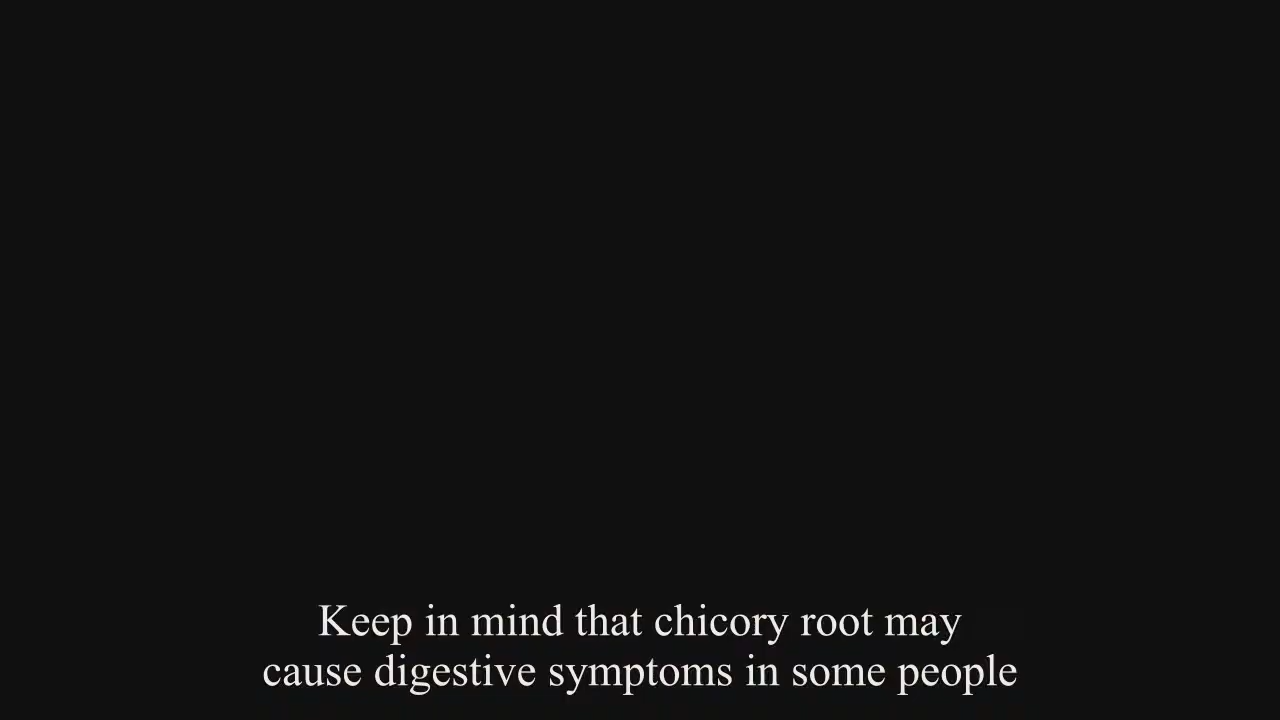 Keep in mind that chicory root may
cause digestive symptoms in some people